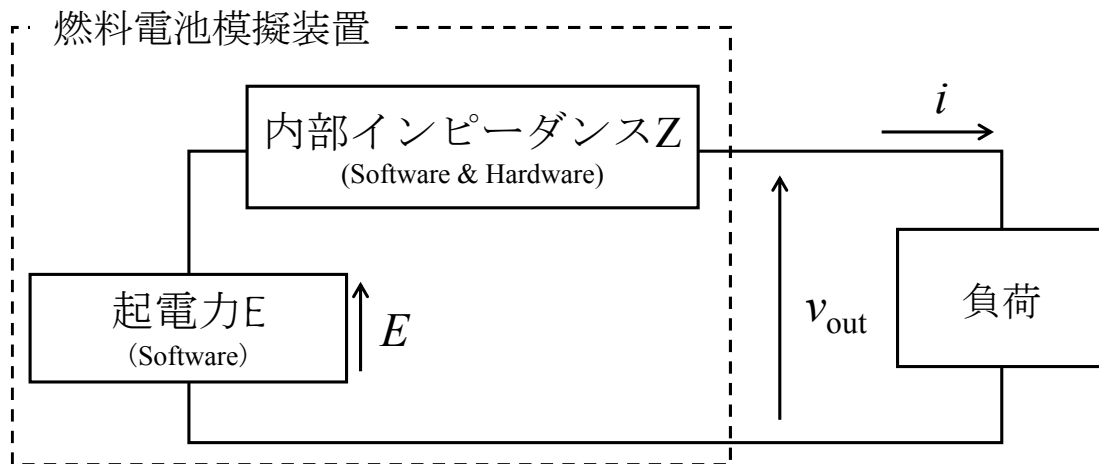 燃料電池模擬装置
内部インピーダンスZ
(Software & Hardware)
i
起電力E
(Software)
E
v_out
負荷